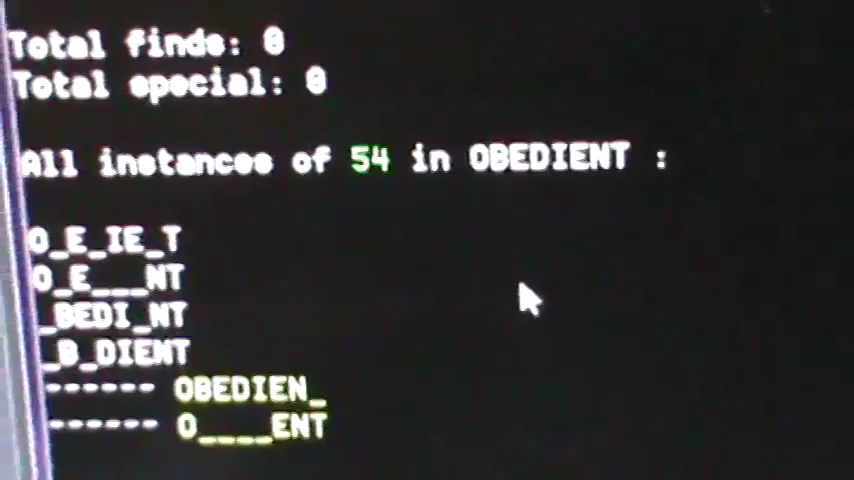 Total finds: 0
Total special: 0
All instances of 54 in OBEDIENT :
O_E_IE_T
O_E___NT
_BEDI_NT
_B_DIENT
------ OBEDIEN_
------ O____ENT